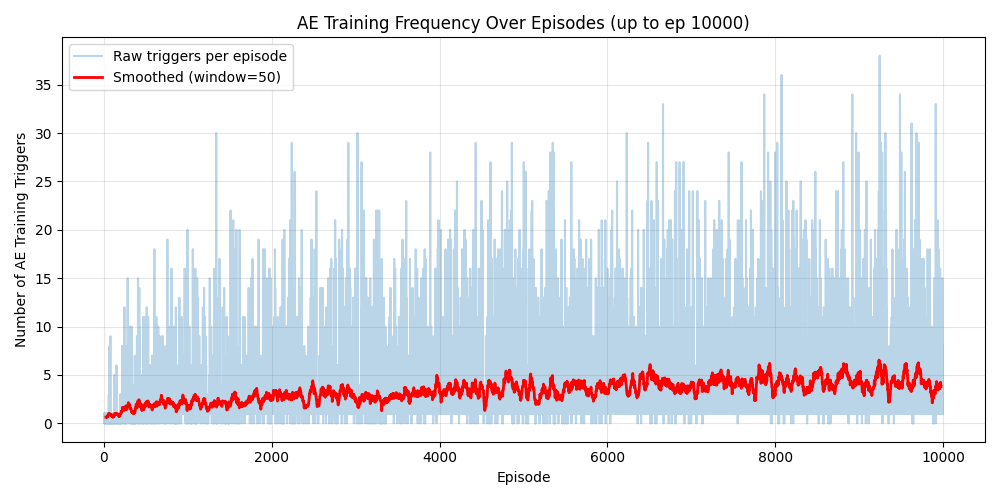 AE Training Frequency Over Episodes (up to ep 10000)
Raw triggers per episode
Smoothed (window=50)
Number of AE Training Triggers
35
30
25
20
15
10
5
0
0 2000 4000 6000 8000 10000
Episode